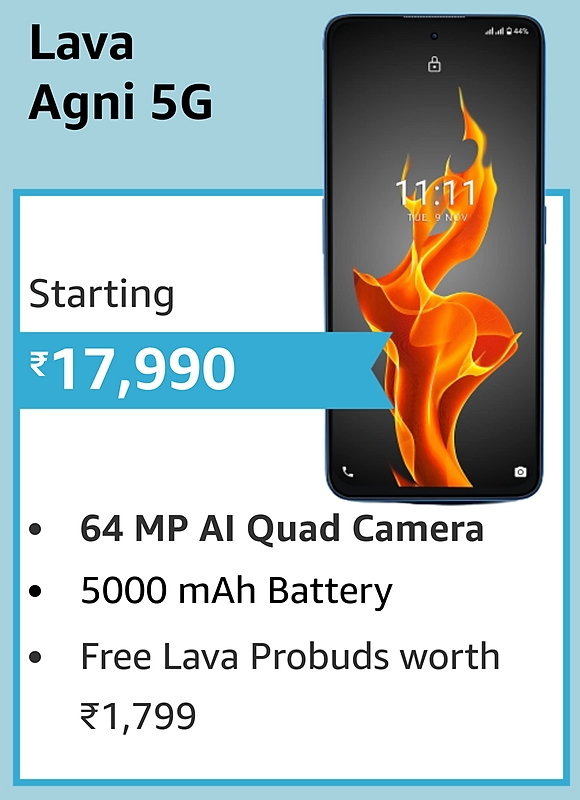 Lava
Agni 5G
44%
11:11
TUE, 9 NOV
Starting
₹17,990
• 64 MP AI Quad Camera
• 5000 mAh Battery
• Free Lava Probuds worth
₹1,799